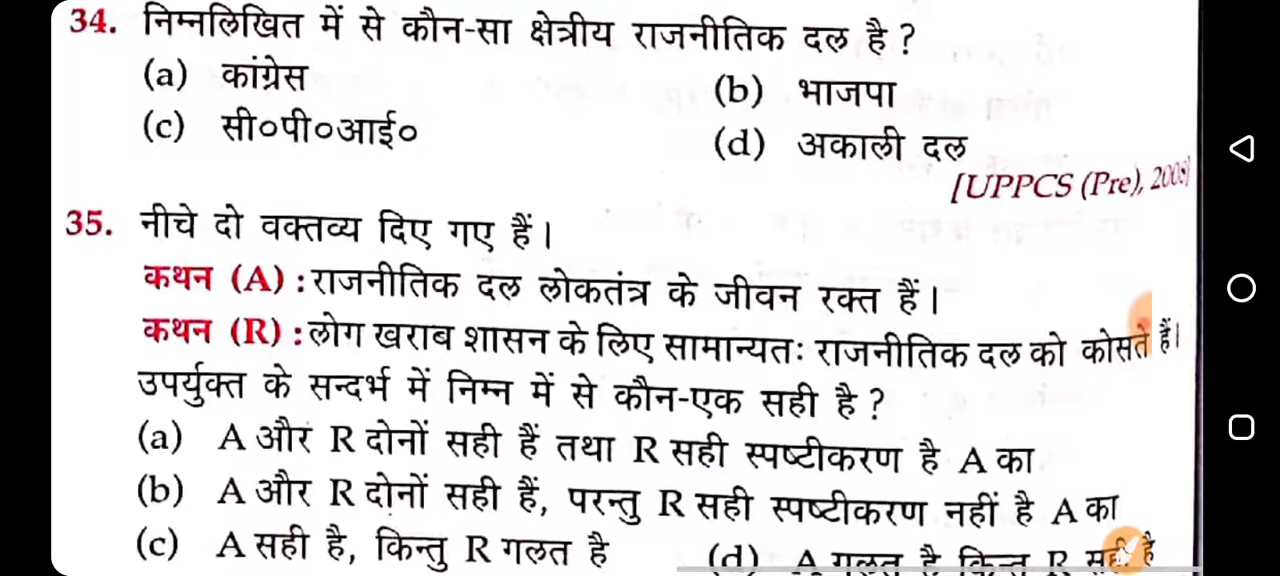 34. निम्नलिखित में से कौन-सा क्षेत्रीय राजनीतिक दल है ?
(a) कांग्रेस (b) भाजपा
(c) सी०पी०आई० (d) अकाली दल
[UPPCS (Pre), 2008]
35. नीचे दो वक्तव्य दिए गए हैं।
कथन (A) : राजनीतिक दल लोकतंत्र के जीवन रक्त हैं।
कथन (R) : लोग खराब शासन के लिए सामान्यतः राजनीतिक दल को कोसते हैं।
उपर्युक्त के सन्दर्भ में निम्न में से कौन-एक सही है ?
(a) A और R दोनों सही हैं तथा R सही स्पष्टीकरण है A का
(b) A और R दोनों सही हैं, परन्तु R सही स्पष्टीकरण नहीं है A का
(c) A सही है, किन्तु R गलत है (d) A गलत है किन्तु R सही है